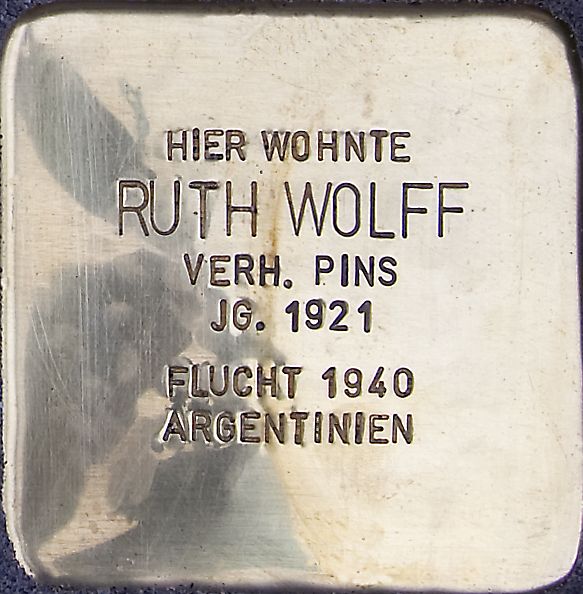 HIER WOHNTE
RUTH WOLFF
VERH. PINS
JG. 1921
FLUCHT 1940
ARGENTINIEN